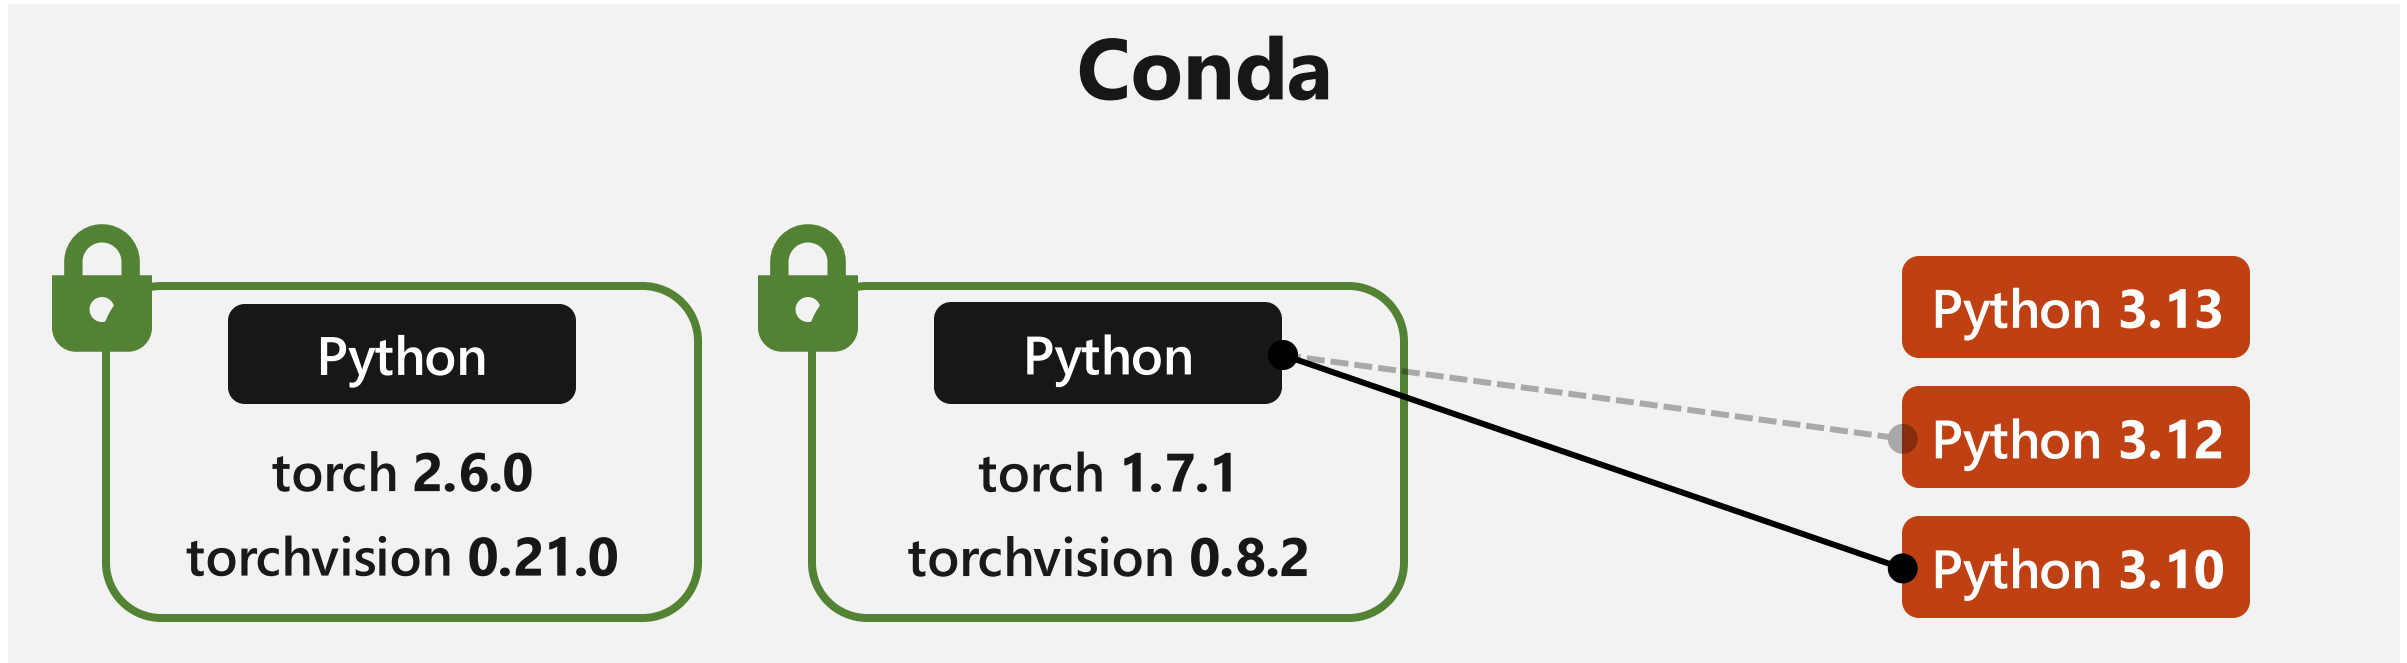 Conda
Python
torch 2.6.0
torchvision 0.21.0
Python
torch 1.7.1
torchvision 0.8.2
Python 3.13
Python 3.12
Python 3.10